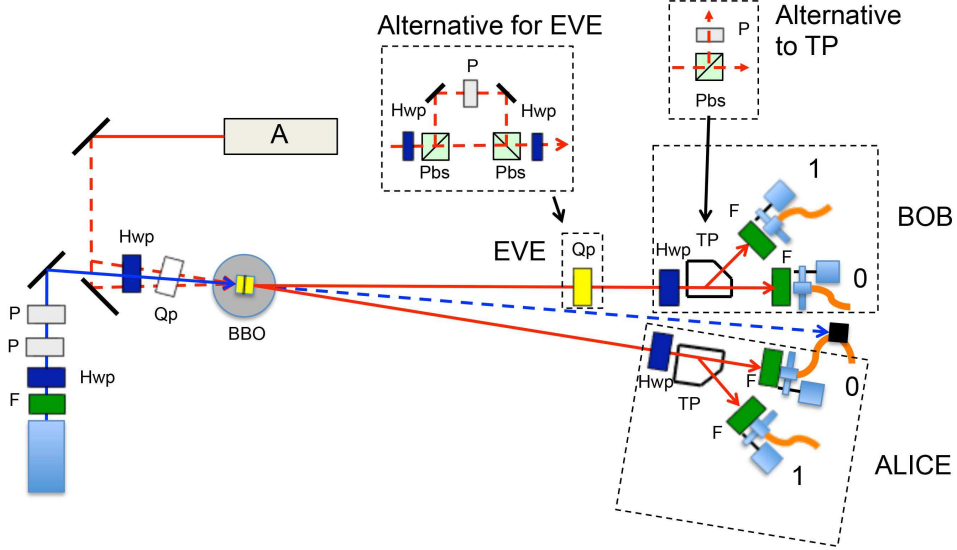 Alternative for EVE
P
Hwp
Hwp
Pbs
Pbs
P
Pbs
Alternative
to TP
A
Hwp
Qp
BBO
P
P
Hwp
F
EVE
Qp
Hwp
TP
F
F
1
0
BOB
Hwp
TP
F
F
0
1
ALICE